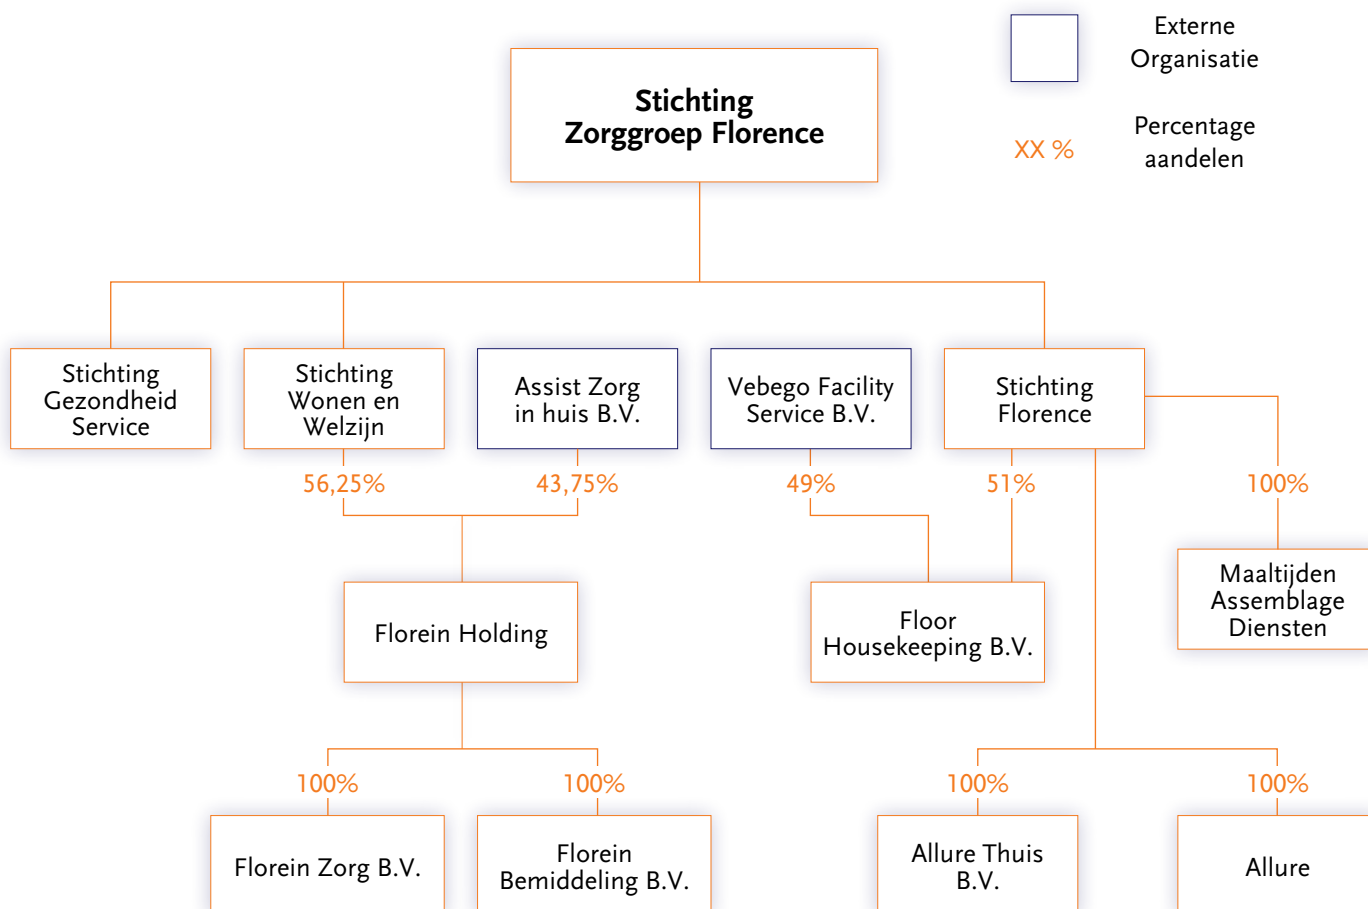 Externe
Organisatie
XX %
Percentage
aandelen
Stichting
Zorggroep Florence
Stichting
Gezondheid
Service
Stichting
Wonen en
Welzijn
Assist Zorg
in huis B.V.
Vebego Facility
Service B.V.
Stichting
Florence
56,25%
43,75%
49%
51%
100%
Florein Holding
Floor
Housekeeping B.V.
Maaltijden
Assemblage
Diensten
100%
100%
100%
100%
Florein Zorg B.V.
Florein
Bemiddeling B.V.
Allure Thuis
B.V.
Allure